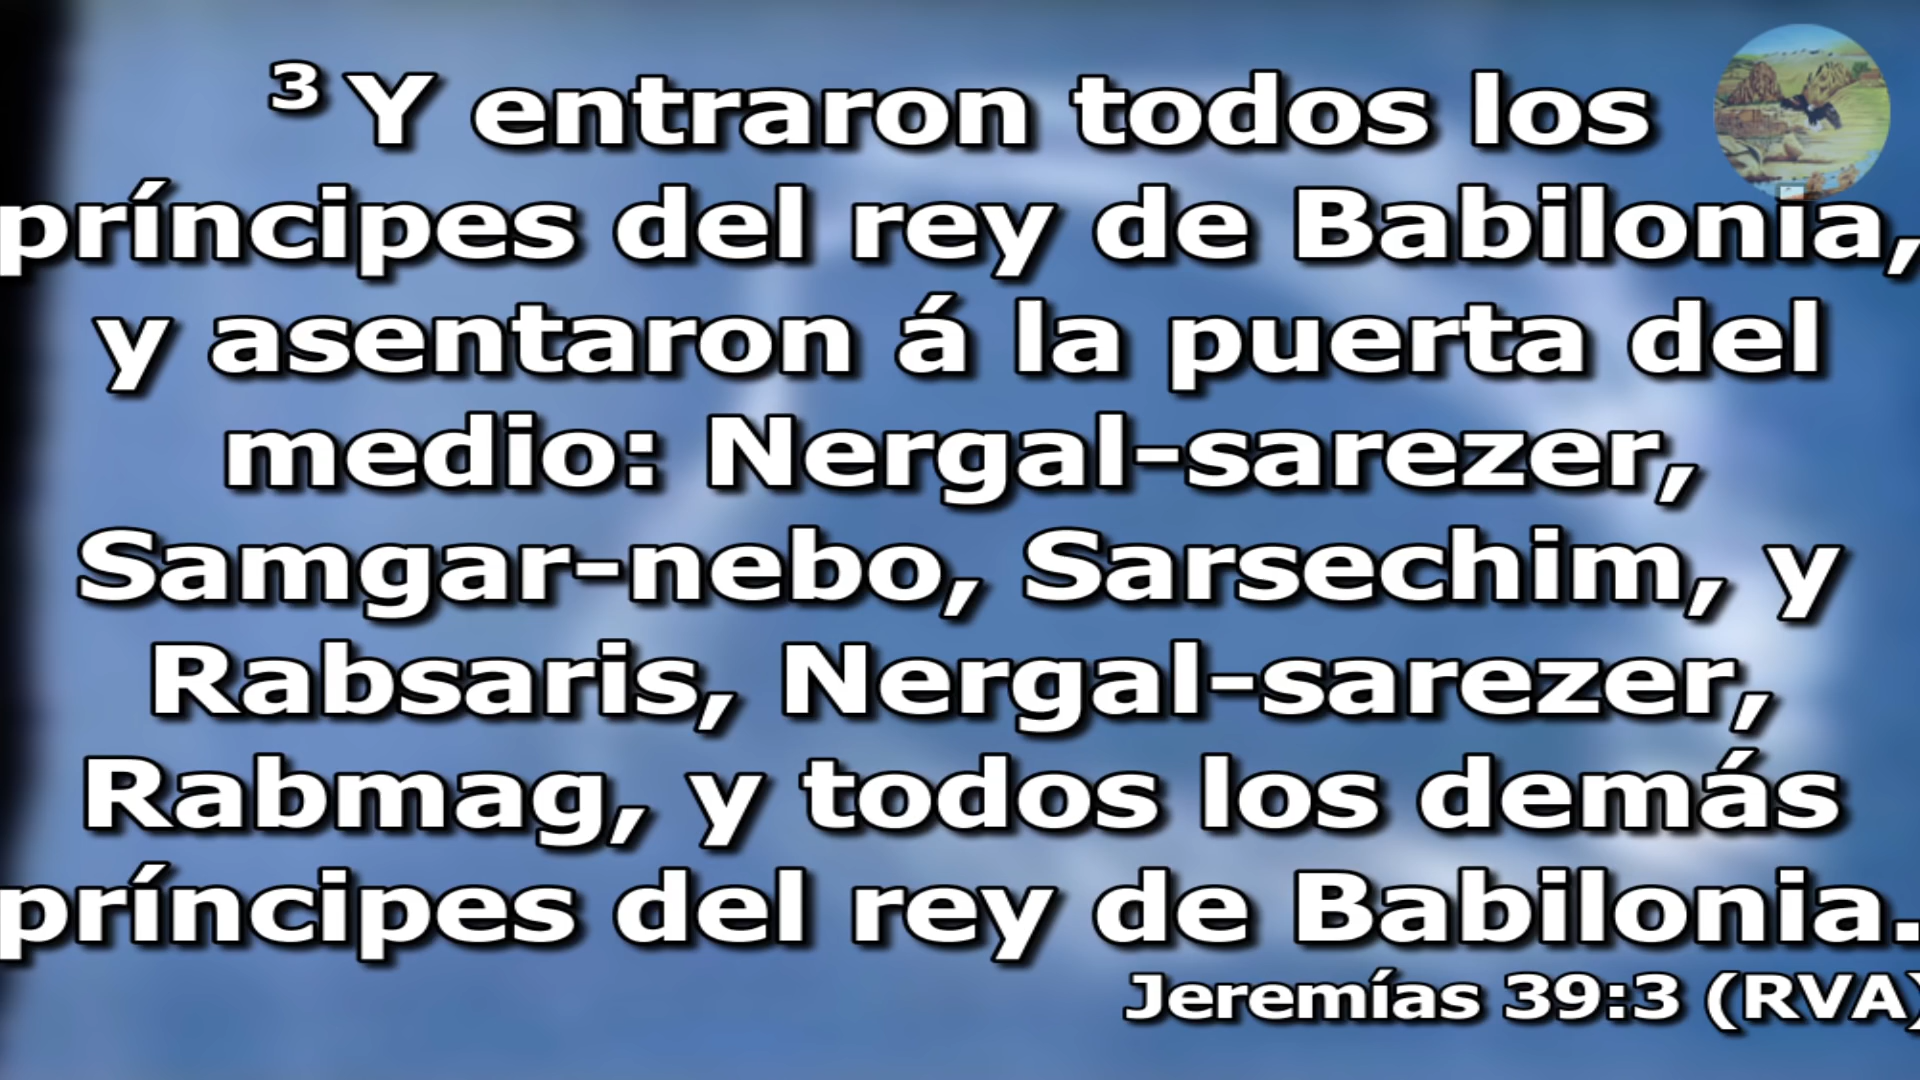 3 Y entraron todos los
príncipes del rey de Babilonia,
y asentaron á la puerta del
medio: Nergal-sarezer,
Samgar-nebo, Sarsechim, y
Rabsaris, Nergal-sarezer,
Rabmag, y todos los demás
príncipes del rey de Babilonia.
Jeremías 39:3 (RVA)